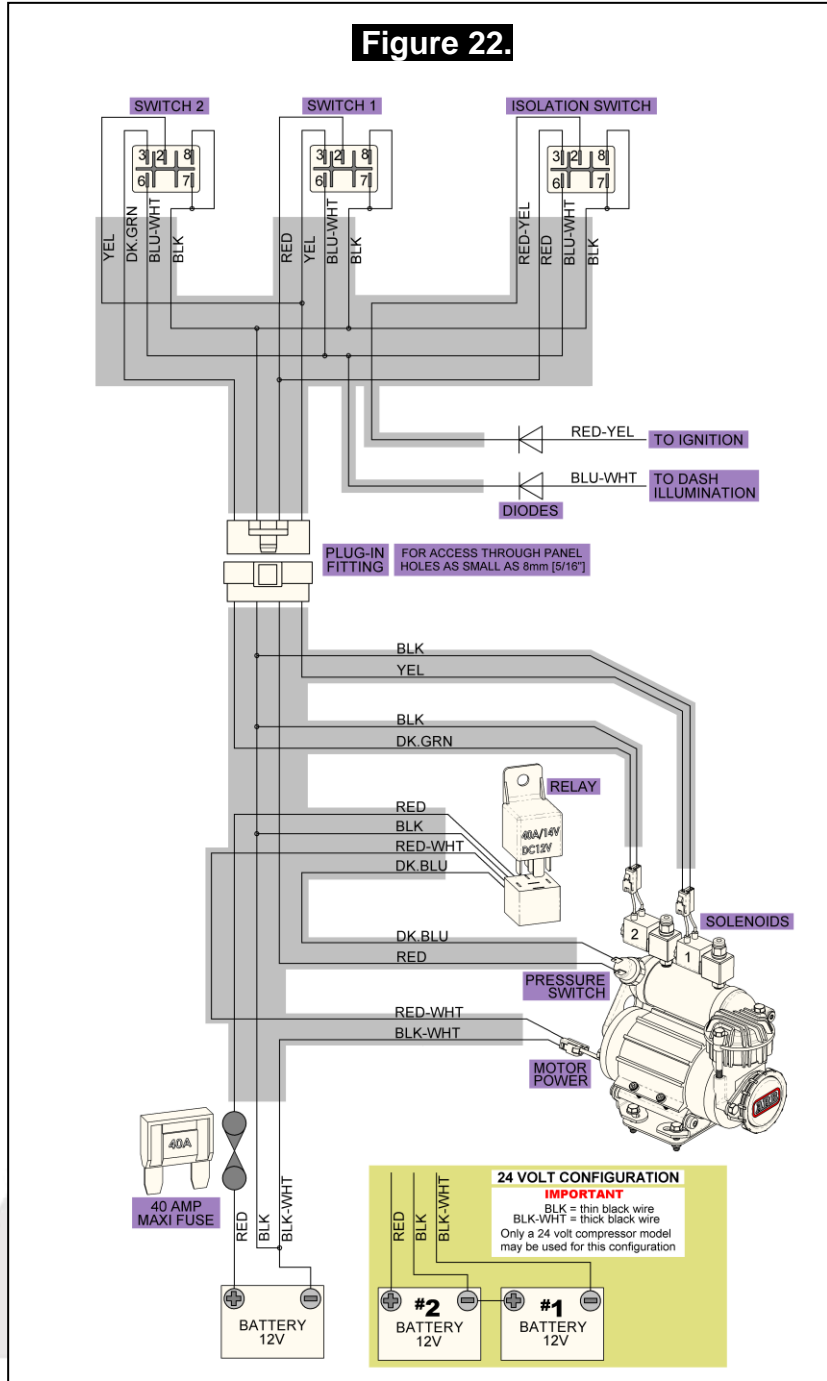 Figure 22.
SWITCH 2
SWITCH 1
ISOLATION SWITCH
3 2 8
6 7
3 2 8
6 7
3 2 8
6 7
YEL
DK.GRN
BLU-WHT
BLK
RED
YEL
BLU-WHT
BLK
RED-YEL
RED
BLU-WHT
BLK
RED-YEL
TO IGNITION
BLU-WHT
TO DASH
ILLUMINATION
DIODES
PLUG-IN
FITTING
FOR ACCESS THROUGH PANEL
HOLES AS SMALL AS 8mm [5/16"]
BLK
YEL
BLK
DK.GRN
RELAY
40A/14V
DC12V
RED
BLK
RED-WHT
DK.BLU
2
1
SOLENOIDS
DK.BLU
RED
PRESSURE
SWITCH
RED-WHT
BLK-WHT
MOTOR
POWER
40A
40 AMP
MAXI FUSE
RED
BLK
BLK-WHT
BATTERY
12V
24 VOLT CONFIGURATION
IMPORTANT
BLK = thin black wire
BLK-WHT = thick black wire
Only a 24 volt compressor model
may be used for this configuration
RED
BLK
BLK-WHT
#2
BATTERY
12V
#1
BATTERY
12V